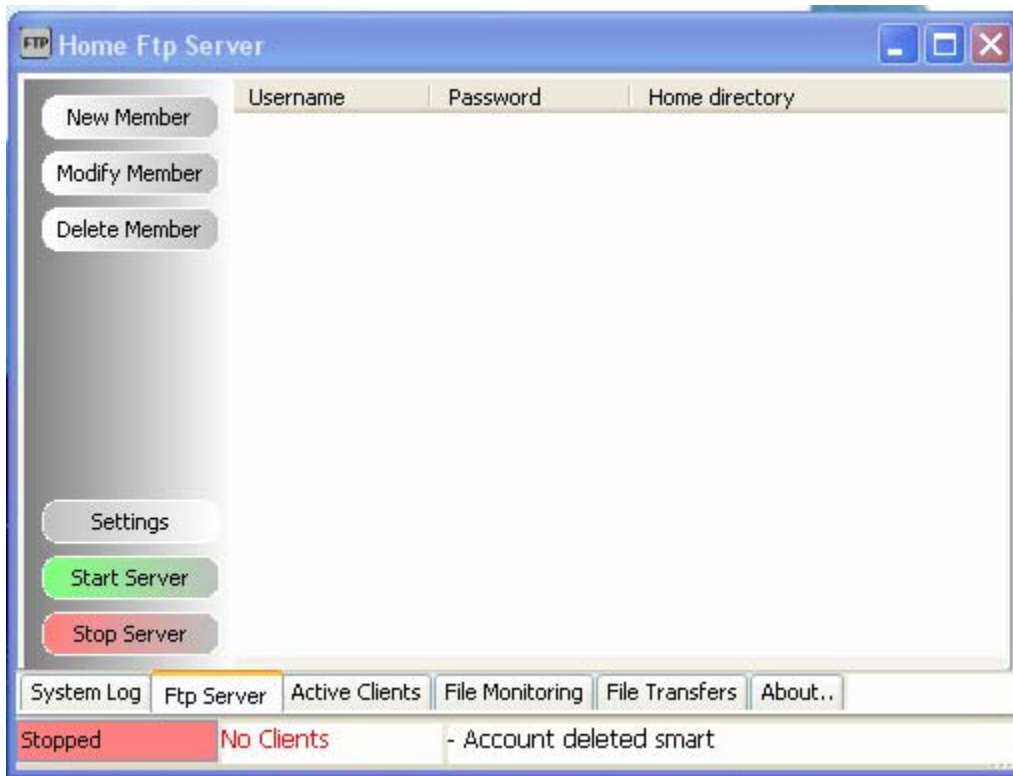 FTP Home Ftp Server
Username Password Home directory
New Member
Modify Member
Delete Member
Settings
Start Server
Stop Server
System Log Ftp Server Active Clients File Monitoring File Transfers About..
Stopped No Clients - Account deleted smart